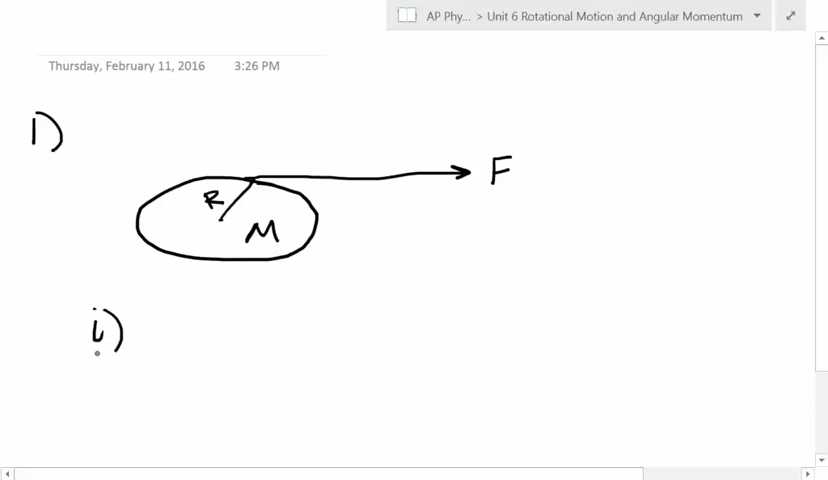 AP Phy... > Unit 6 Rotational Motion and Angular Momentum
Thursday, February 11, 2016 3:26 PM
1)
F
R
M
i)